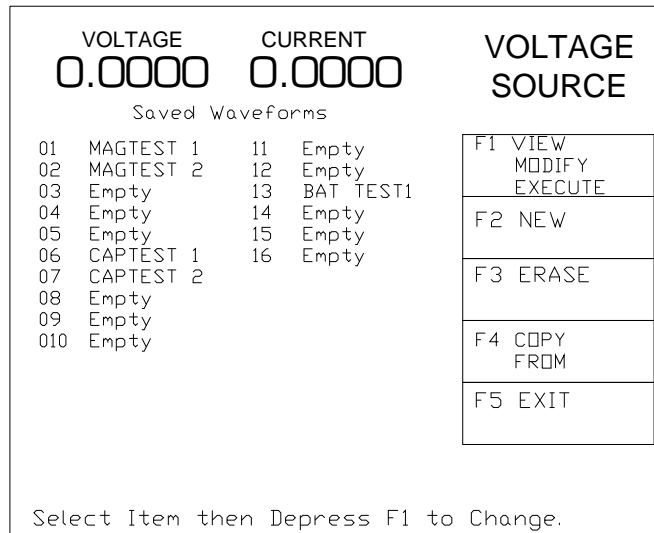 VOLTAGE CURRENT
0.0000 0.0000
VOLTAGE
SOURCE
Saved Waveforms
01 MAGTEST 1 11 Empty
02 MAGTEST 2 12 Empty
03 Empty 13 BAT TEST1
04 Empty 14 Empty
05 Empty 15 Empty
06 CAPTEST 1 16 Empty
07 CAPTEST 2
08 Empty
09 Empty
010 Empty
F1 VIEW
MODIFY
EXECUTE
F2 NEW
F3 ERASE
F4 COPY
FROM
F5 EXIT
Select Item then Depress F1 to Change.